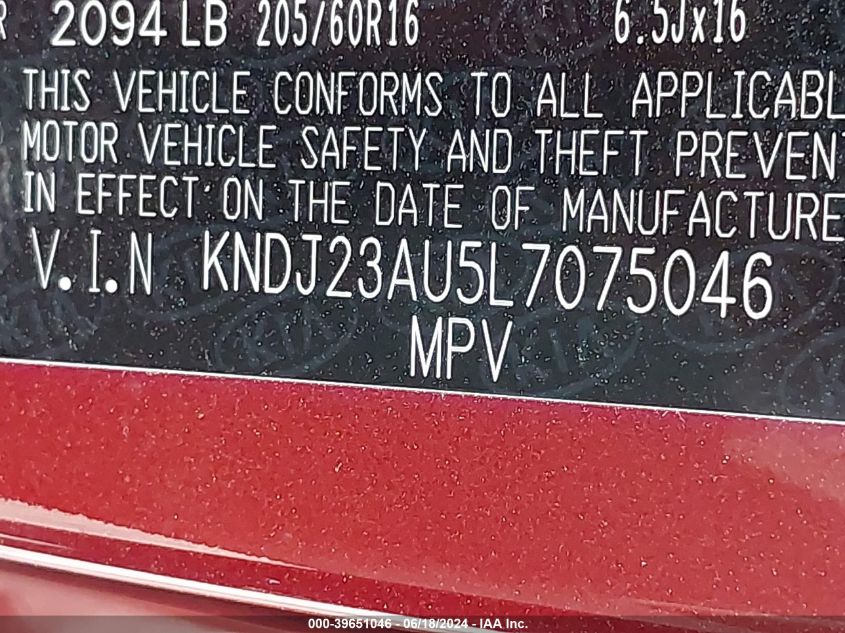 R 2094 LB 205/60R16 6.5Jx16
THIS VEHICLE CONFORMS TO ALL APPLICABL
MOTOR VEHICLE SAFETY AND THEFT PREVENT
IN EFFECT ON THE DATE OF MANUFACTURE
V.I.N KNDJ23AU5L7075046
MPV
000-39651046 - 06/18/2024 - IAA Inc.